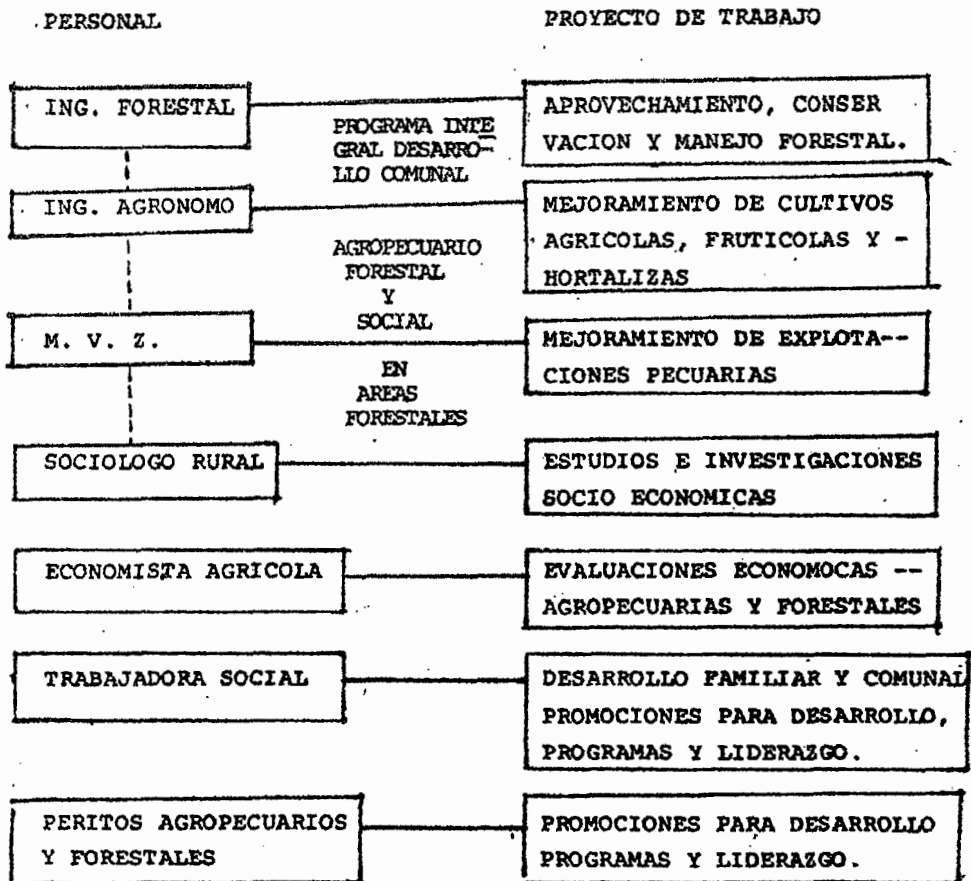 PERSONAL
PROYECTO DE TRABAJO
ING. FORESTAL
PROGRAMA INTE
GRAL DESARRO-
LLO COMUNAL
APROVECHAMIENTO, CONSER
VACION Y MANEJO FORESTAL.
ING. AGRONOMO
MEJORAMIENTO DE CULTIVOS
AGRICOLAS, FRUTICOLAS Y -
HORTALIZAS
AGROPECUARIO
FORESTAL
Y
SOCIAL
M. V. Z.
MEJORAMIENTO DE EXPLOTA--
CIONES PECUARIAS
EN
AREAS
FORESTALES
SOCIOLOGO RURAL
ESTUDIOS E INVESTIGACIONES
SOCIO ECONOMICAS
ECONOMISTA AGRICOLA
EVALUACIONES ECONOMOCAS --
AGROPECUARIAS Y FORESTALES
TRABAJADORA SOCIAL
DESARROLLO FAMILIAR Y COMUNAL
PROMOCIONES PARA DESARROLLO,
PROGRAMAS Y LIDERAZGO.
PERITOS AGROPECUARIOS
Y FORESTALES
PROMOCIONES PARA DESARROLLO
PROGRAMAS Y LIDERAZGO.